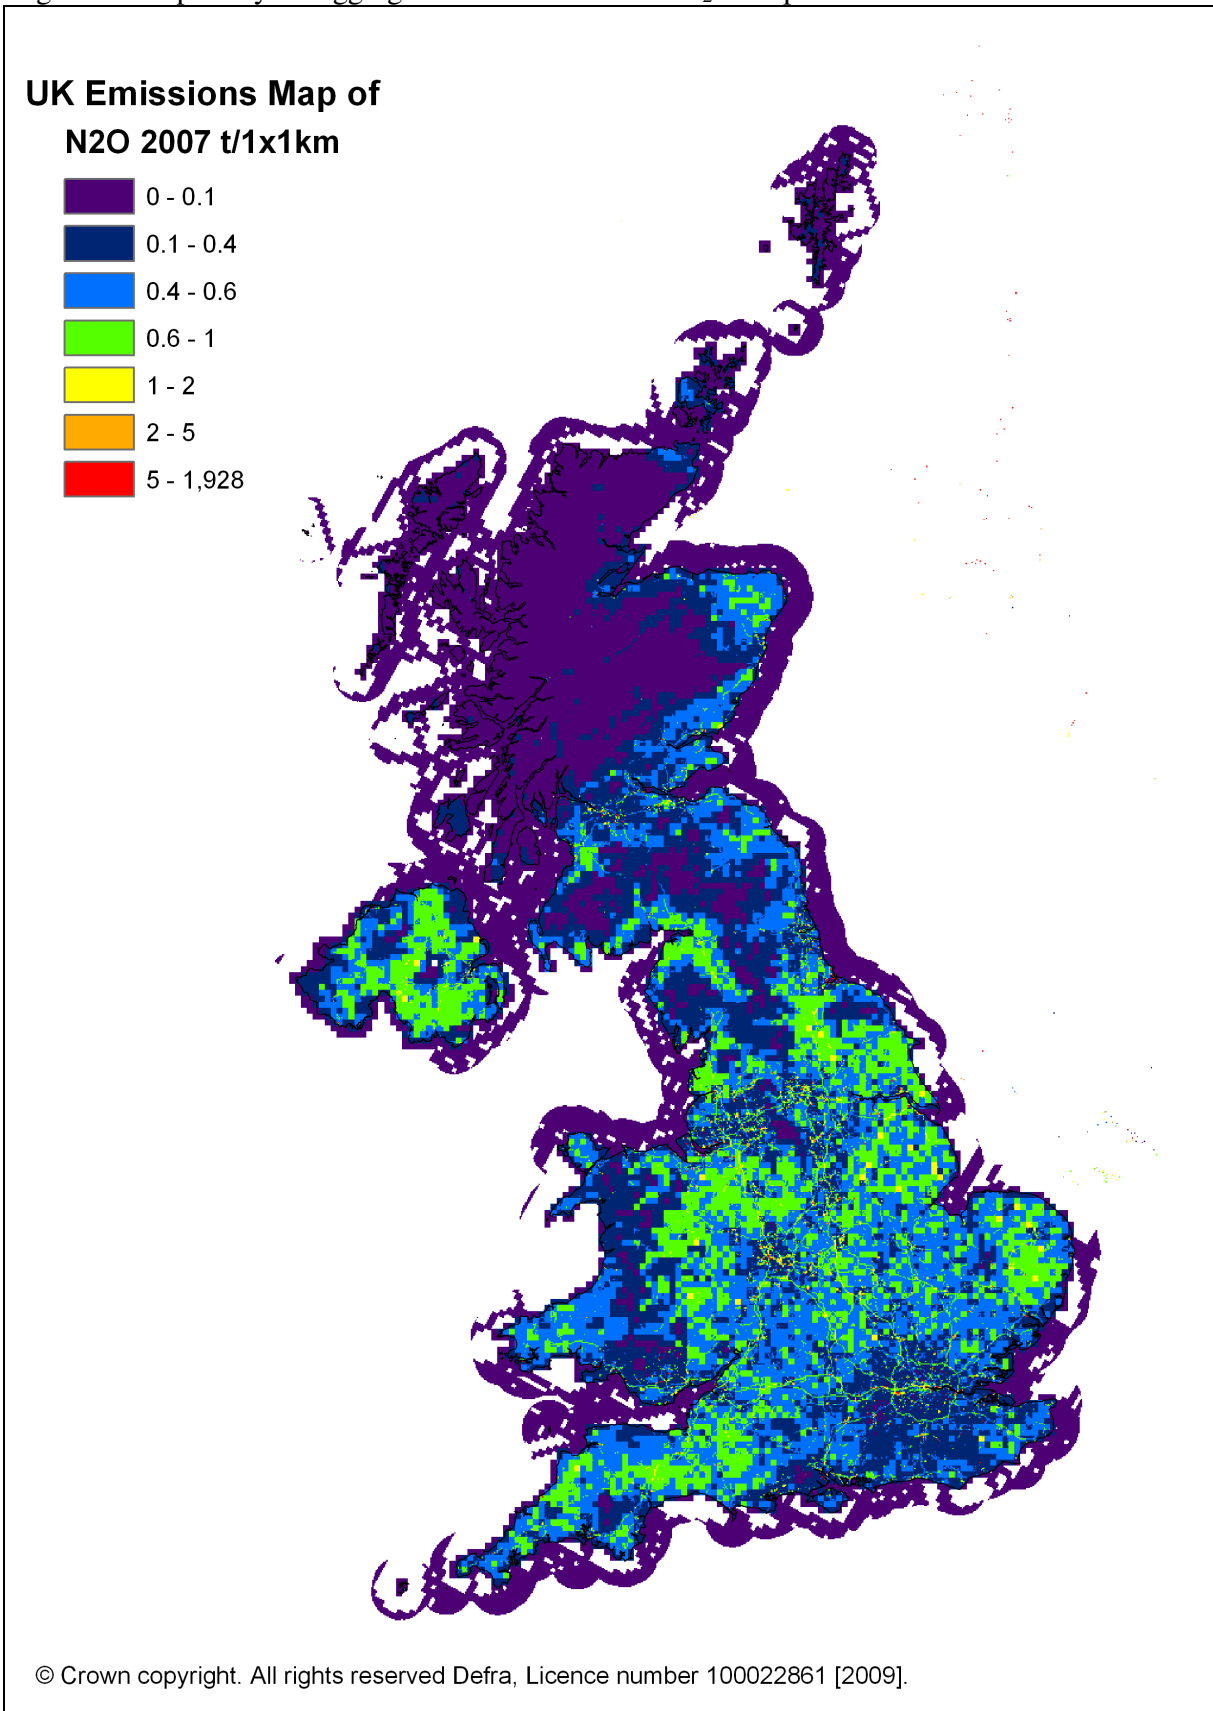 UK Emissions Map of
N2O 2007 t/1x1km
0 - 0.1
0.1 - 0.4
0.4 - 0.6
0.6 - 1
1 - 2
2 - 5
5 - 1,928
© Crown copyright. All rights reserved Defra, Licence number 100022861 [2009].